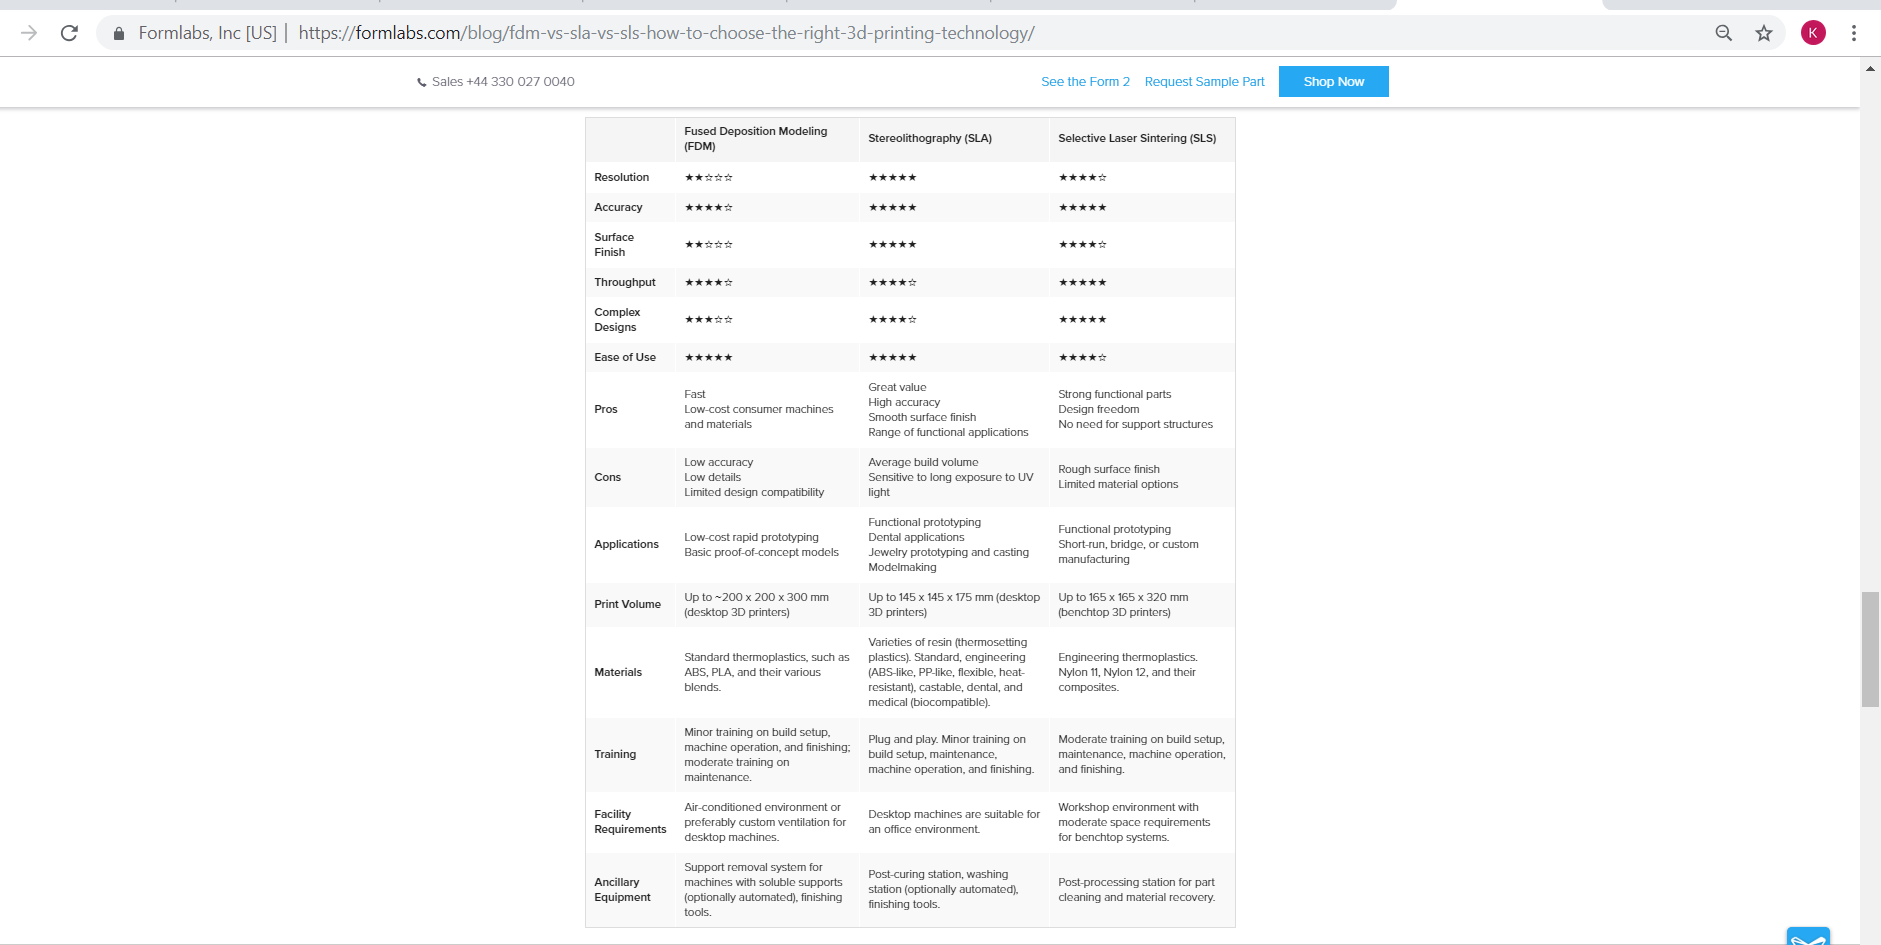 Formlabs, Inc [US] | https://formlabs.com/blog/fdm-vs-sla-vs-sls-how-to-choose-the-right-3d-printing-technology/
K
Sales +44 330 027 0040
See the Form 2
Request Sample Part
Shop Now
Fused Deposition Modeling
(FDM)
Stereolithography (SLA)
Selective Laser Sintering (SLS)
Resolution
★★☆☆☆
★★★★★
★★★★☆
Accuracy
★★★★☆
★★★★★
★★★★★
Surface
Finish
★★☆☆☆
★★★★★
★★★★☆
Throughput
★★★★☆
★★★★☆
★★★★★
Complex
Designs
★★★☆☆
★★★★☆
★★★★★
Ease of Use
★★★★★
★★★★★
★★★★☆
Pros
Fast
Low-cost consumer machines
and materials
Great value
High accuracy
Smooth surface finish
Range of functional applications
Strong functional parts
Design freedom
No need for support structures
Cons
Low accuracy
Low details
Limited design compatibility
Average build volume
Sensitive to long exposure to UV
light
Rough surface finish
Limited material options
Applications
Low-cost rapid prototyping
Basic proof-of-concept models
Functional prototyping
Dental applications
Jewelry prototyping and casting
Modelmaking
Functional prototyping
Short-run, bridge, or custom
manufacturing
Print Volume
Up to ~200 x 200 x 300 mm
(desktop 3D printers)
Up to 145 x 145 x 175 mm (desktop
3D printers)
Up to 165 x 165 x 320 mm
(benchtop 3D printers)
Materials
Standard thermoplastics, such as
ABS, PLA, and their various
blends.
Varieties of resin (thermosetting
plastics). Standard, engineering
(ABS-like, PP-like, flexible, heat-
resistant), castable, dental, and
medical (biocompatible).
Engineering thermoplastics.
Nylon 11, Nylon 12, and their
composites.
Training
Minor training on build setup,
machine operation, and finishing;
moderate training on
maintenance.
Plug and play. Minor training on
build setup, maintenance,
machine operation, and finishing.
Moderate training on build setup,
maintenance, machine operation,
and finishing.
Facility
Requirements
Air-conditioned environment or
preferably custom ventilation for
desktop machines.
Desktop machines are suitable for
an office environment.
Workshop environment with
moderate space requirements
for benchtop systems.
Ancillary
Equipment
Support removal system for
machines with soluble supports
(optionally automated), finishing
tools.
Post-curing station, washing
station (optionally automated),
finishing tools.
Post-processing station for part
cleaning and material recovery.